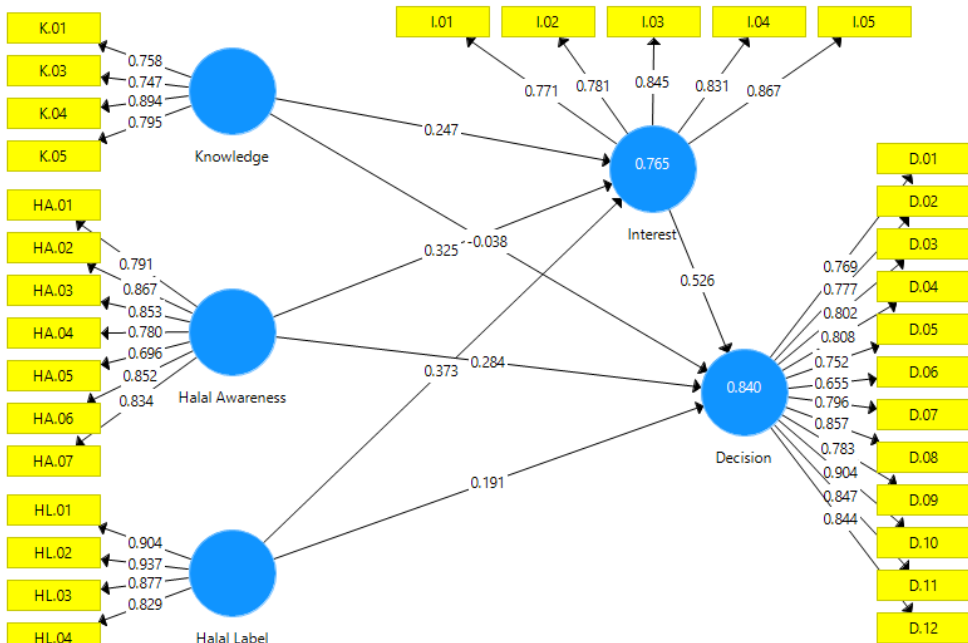 K.01
K.03
K.04
K.05
0.758
0.747
0.894
0.795
Knowledge
I.01
I.02
I.03
I.04
I.05
0.771
0.781
0.845
0.831
0.867
0.765
Interest
0.247
-0.038
0.325
0.526
HA.01
HA.02
HA.03
HA.04
HA.05
HA.06
HA.07
0.791
0.867
0.853
0.780
0.696
0.852
0.834
Halal Awareness
0.284
0.373
0.191
HL.01
HL.02
HL.03
HL.04
0.904
0.937
0.877
0.829
Halal Label
0.840
Decision
0.769
0.777
0.802
0.808
0.752
0.655
0.796
0.857
0.783
0.904
0.847
0.844
D.01
D.02
D.03
D.04
D.05
D.06
D.07
D.08
D.09
D.10
D.11
D.12